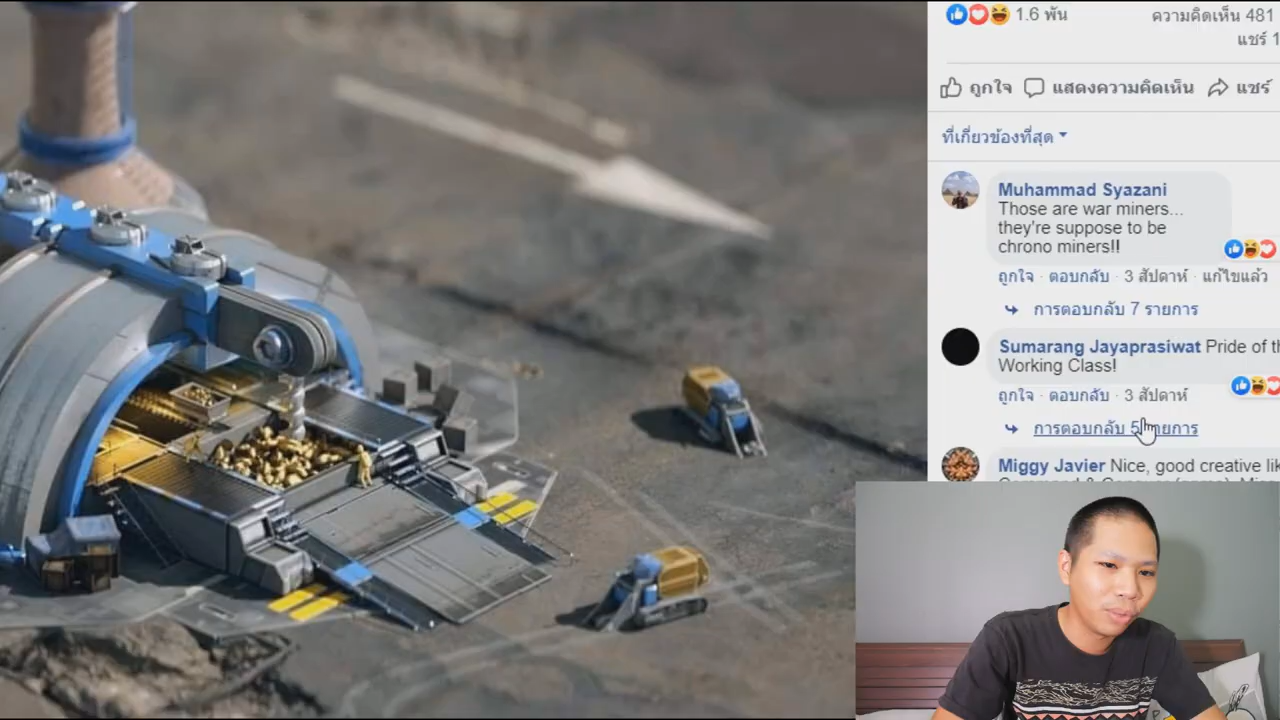 1.6 พัน
ความคิดเห็น 481
แชร์ 1
ถูกใจ
แสดงความคิดเห็น
แชร์
ที่เกี่ยวข้องที่สุด
Muhammad Syazani
Those are war miners...
they're suppose to be
chrono miners!!
ถูกใจ · ตอบกลับ · 3 สัปดาห์ · แก้ไขแล้ว
การตอบกลับ 7 รายการ
Sumarang Jayaprasiwat Pride of th
Working Class!
ถูกใจ · ตอบกลับ · 3 สัปดาห์
การตอบกลับ 5 รายการ
Miggy Javier Nice, good creative lik